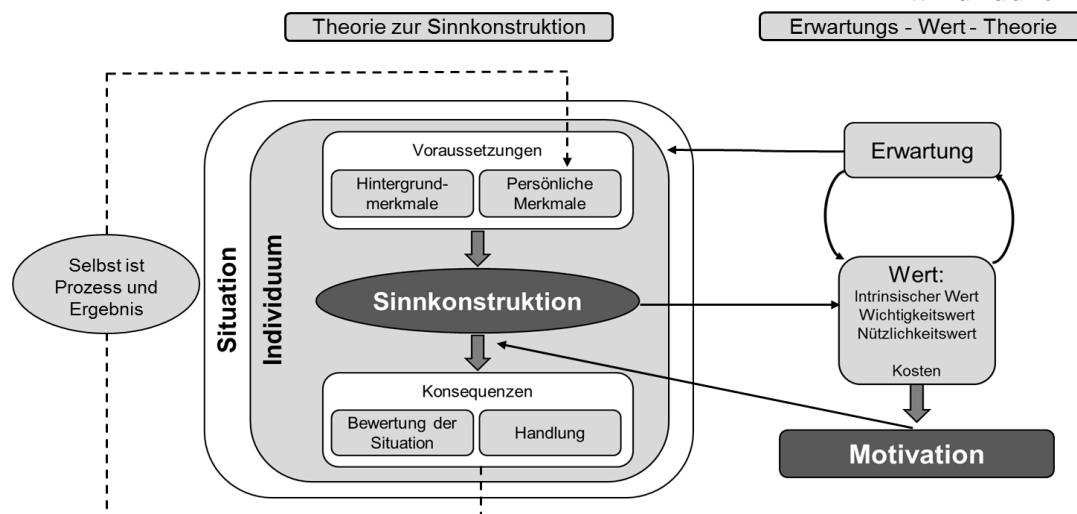 Theorie zur Sinnkonstruktion
Erwartungs - Wert - Theorie
Voraussetzungen
Hintergrund-
merkmale
Persönliche
Merkmale
Erwartung
Selbst ist
Prozess und
Ergebnis
Situation
Individuum
Sinnkonstruktion
Wert:
Intrinsischer Wert
Wichtigkeitswert
Nützlichkeitswert
Kosten
Konsequenzen
Bewertung der
Situation
Handlung
Motivation